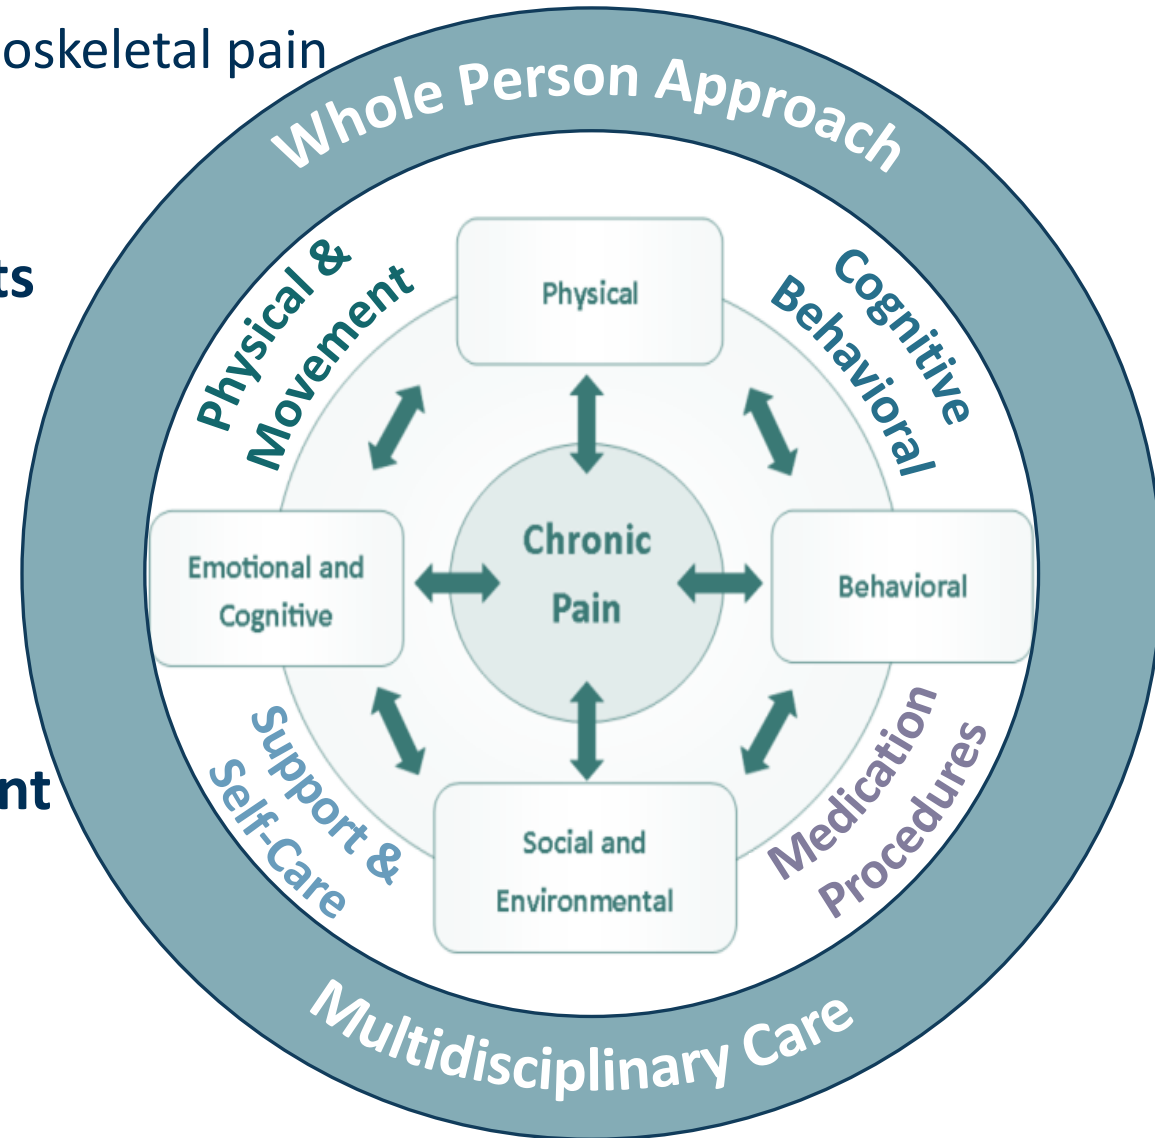 oskeletal pain
Whole Person Approach
ts
Physical &
Movement
Cognitive
Behavioral
Physical
Chronic
Pain
Emotional and
Cognitive
Behavioral
nt
Support &
Self-Care
Medication
Procedures
Social and
Environmental
Multidisciplinary Care